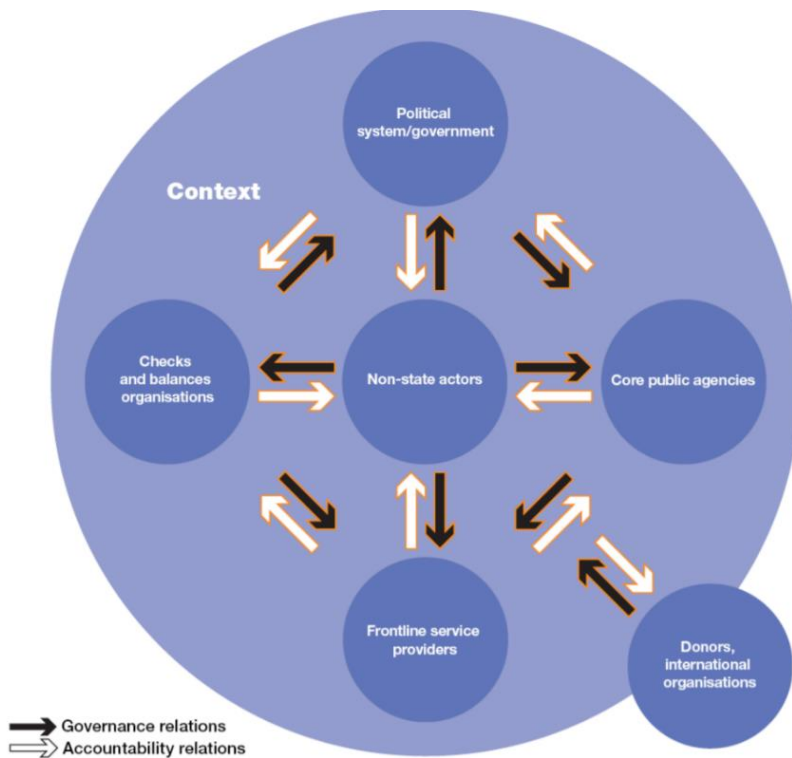 Political
system/government
Context
Checks
and balances
organisations
Non-state actors
Core public agencies
Frontline service
providers
Donors,
international
organisations
Governance relations
Accountability relations